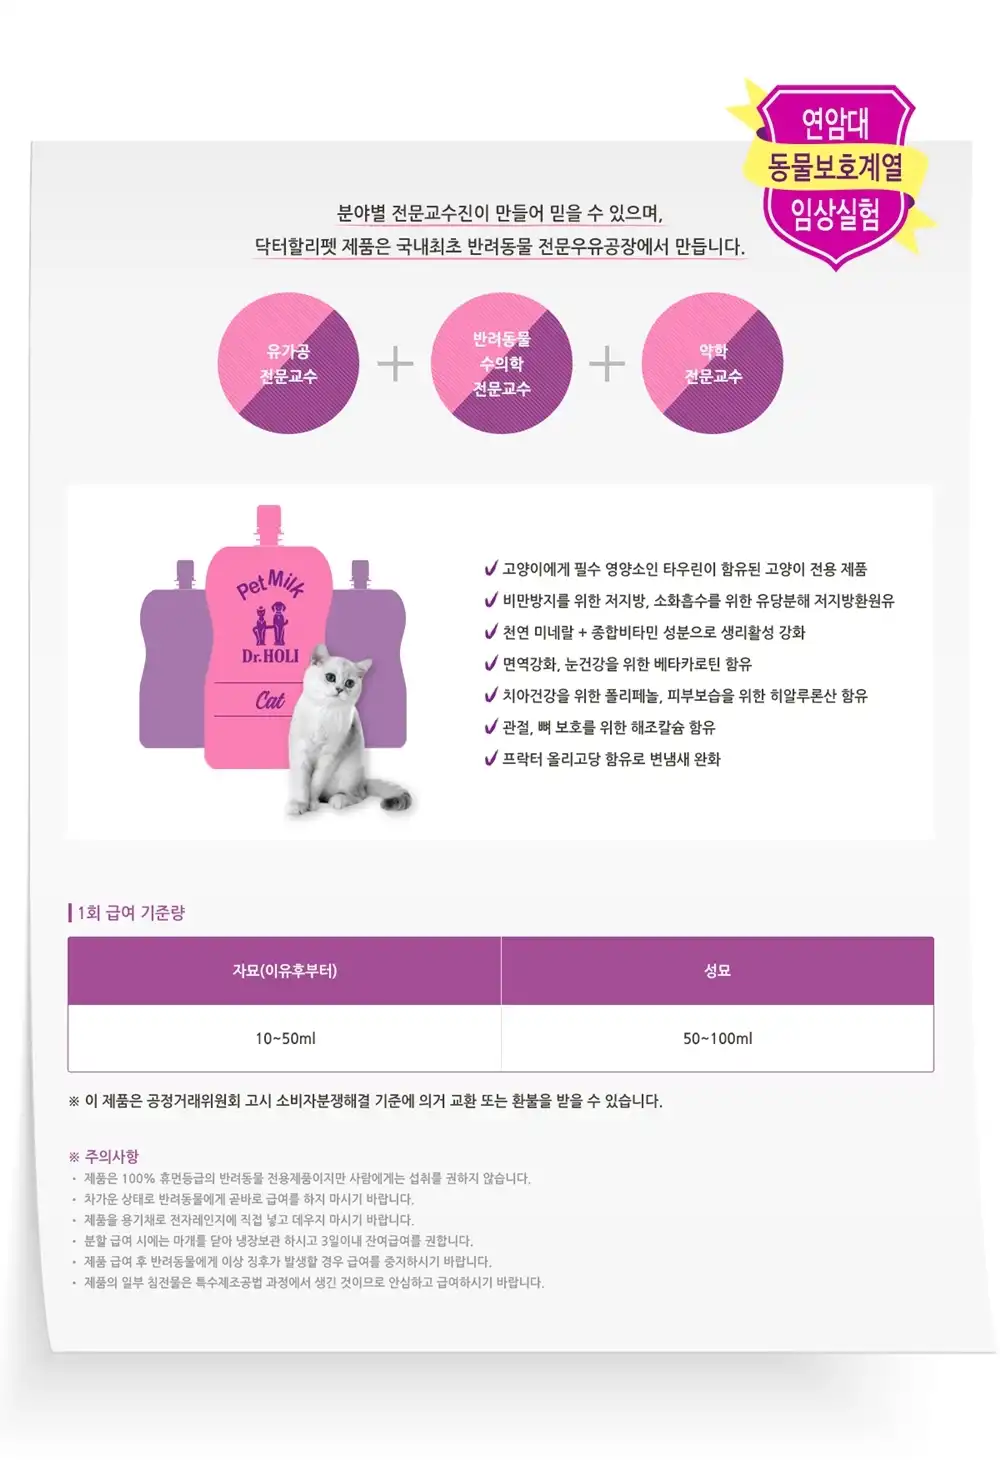 연암대
동물보호계열
임상실험
분야별 전문교수진이 만들어 믿을 수 있으며,
닥터할리펫 제품은 국내최초 반려동물 전문우유공장에서 만듭니다.
유가공
전문교수
+
반려동물
수의학
전문교수
+
약학
전문교수
Pet Milk
Dr.HOLI
Cat
고양이에게 필수 영양소인 타우린이 함유된 고양이 전용 제품
비만방지를 위한 저지방, 소화흡수를 위한 유당분해 저지방환원유
천연 미네랄 + 종합비타민 성분으로 생리활성 강화
면역강화, 눈건강을 위한 베타카로틴 함유
치아건강을 위한 폴리페놀, 피부보습을 위한 히알루론산 함유
관절, 뼈 보호를 위한 해조칼슘 함유
프락터 올리고당 함유로 변냄새 완화
1회 급여 기준량
자묘(이유후부터)
성묘
10~50ml
50~100ml
※ 이 제품은 공정거래위원회 고시 소비자분쟁해결 기준에 의거 교환 또는 환불을 받을 수 있습니다.
※ 주의사항
· 제품은 100% 휴먼등급의 반려동물 전용제품이지만 사람에게는 섭취를 권하지 않습니다.
· 차가운 상태로 반려동물에게 곧바로 급여를 하지 마시기 바랍니다.
· 제품을 용기채로 전자레인지에 직접 넣고 데우지 마시기 바랍니다.
· 분할 급여 시에는 마개를 닫아 냉장보관 하시고 3일이내 잔여급여를 권합니다.
· 제품 급여 후 반려동물에게 이상 징후가 발생할 경우 급여를 중지하시기 바랍니다.
· 제품의 일부 침전물은 특수제조공법 과정에서 생긴 것이므로 안심하고 급여하시기 바랍니다.